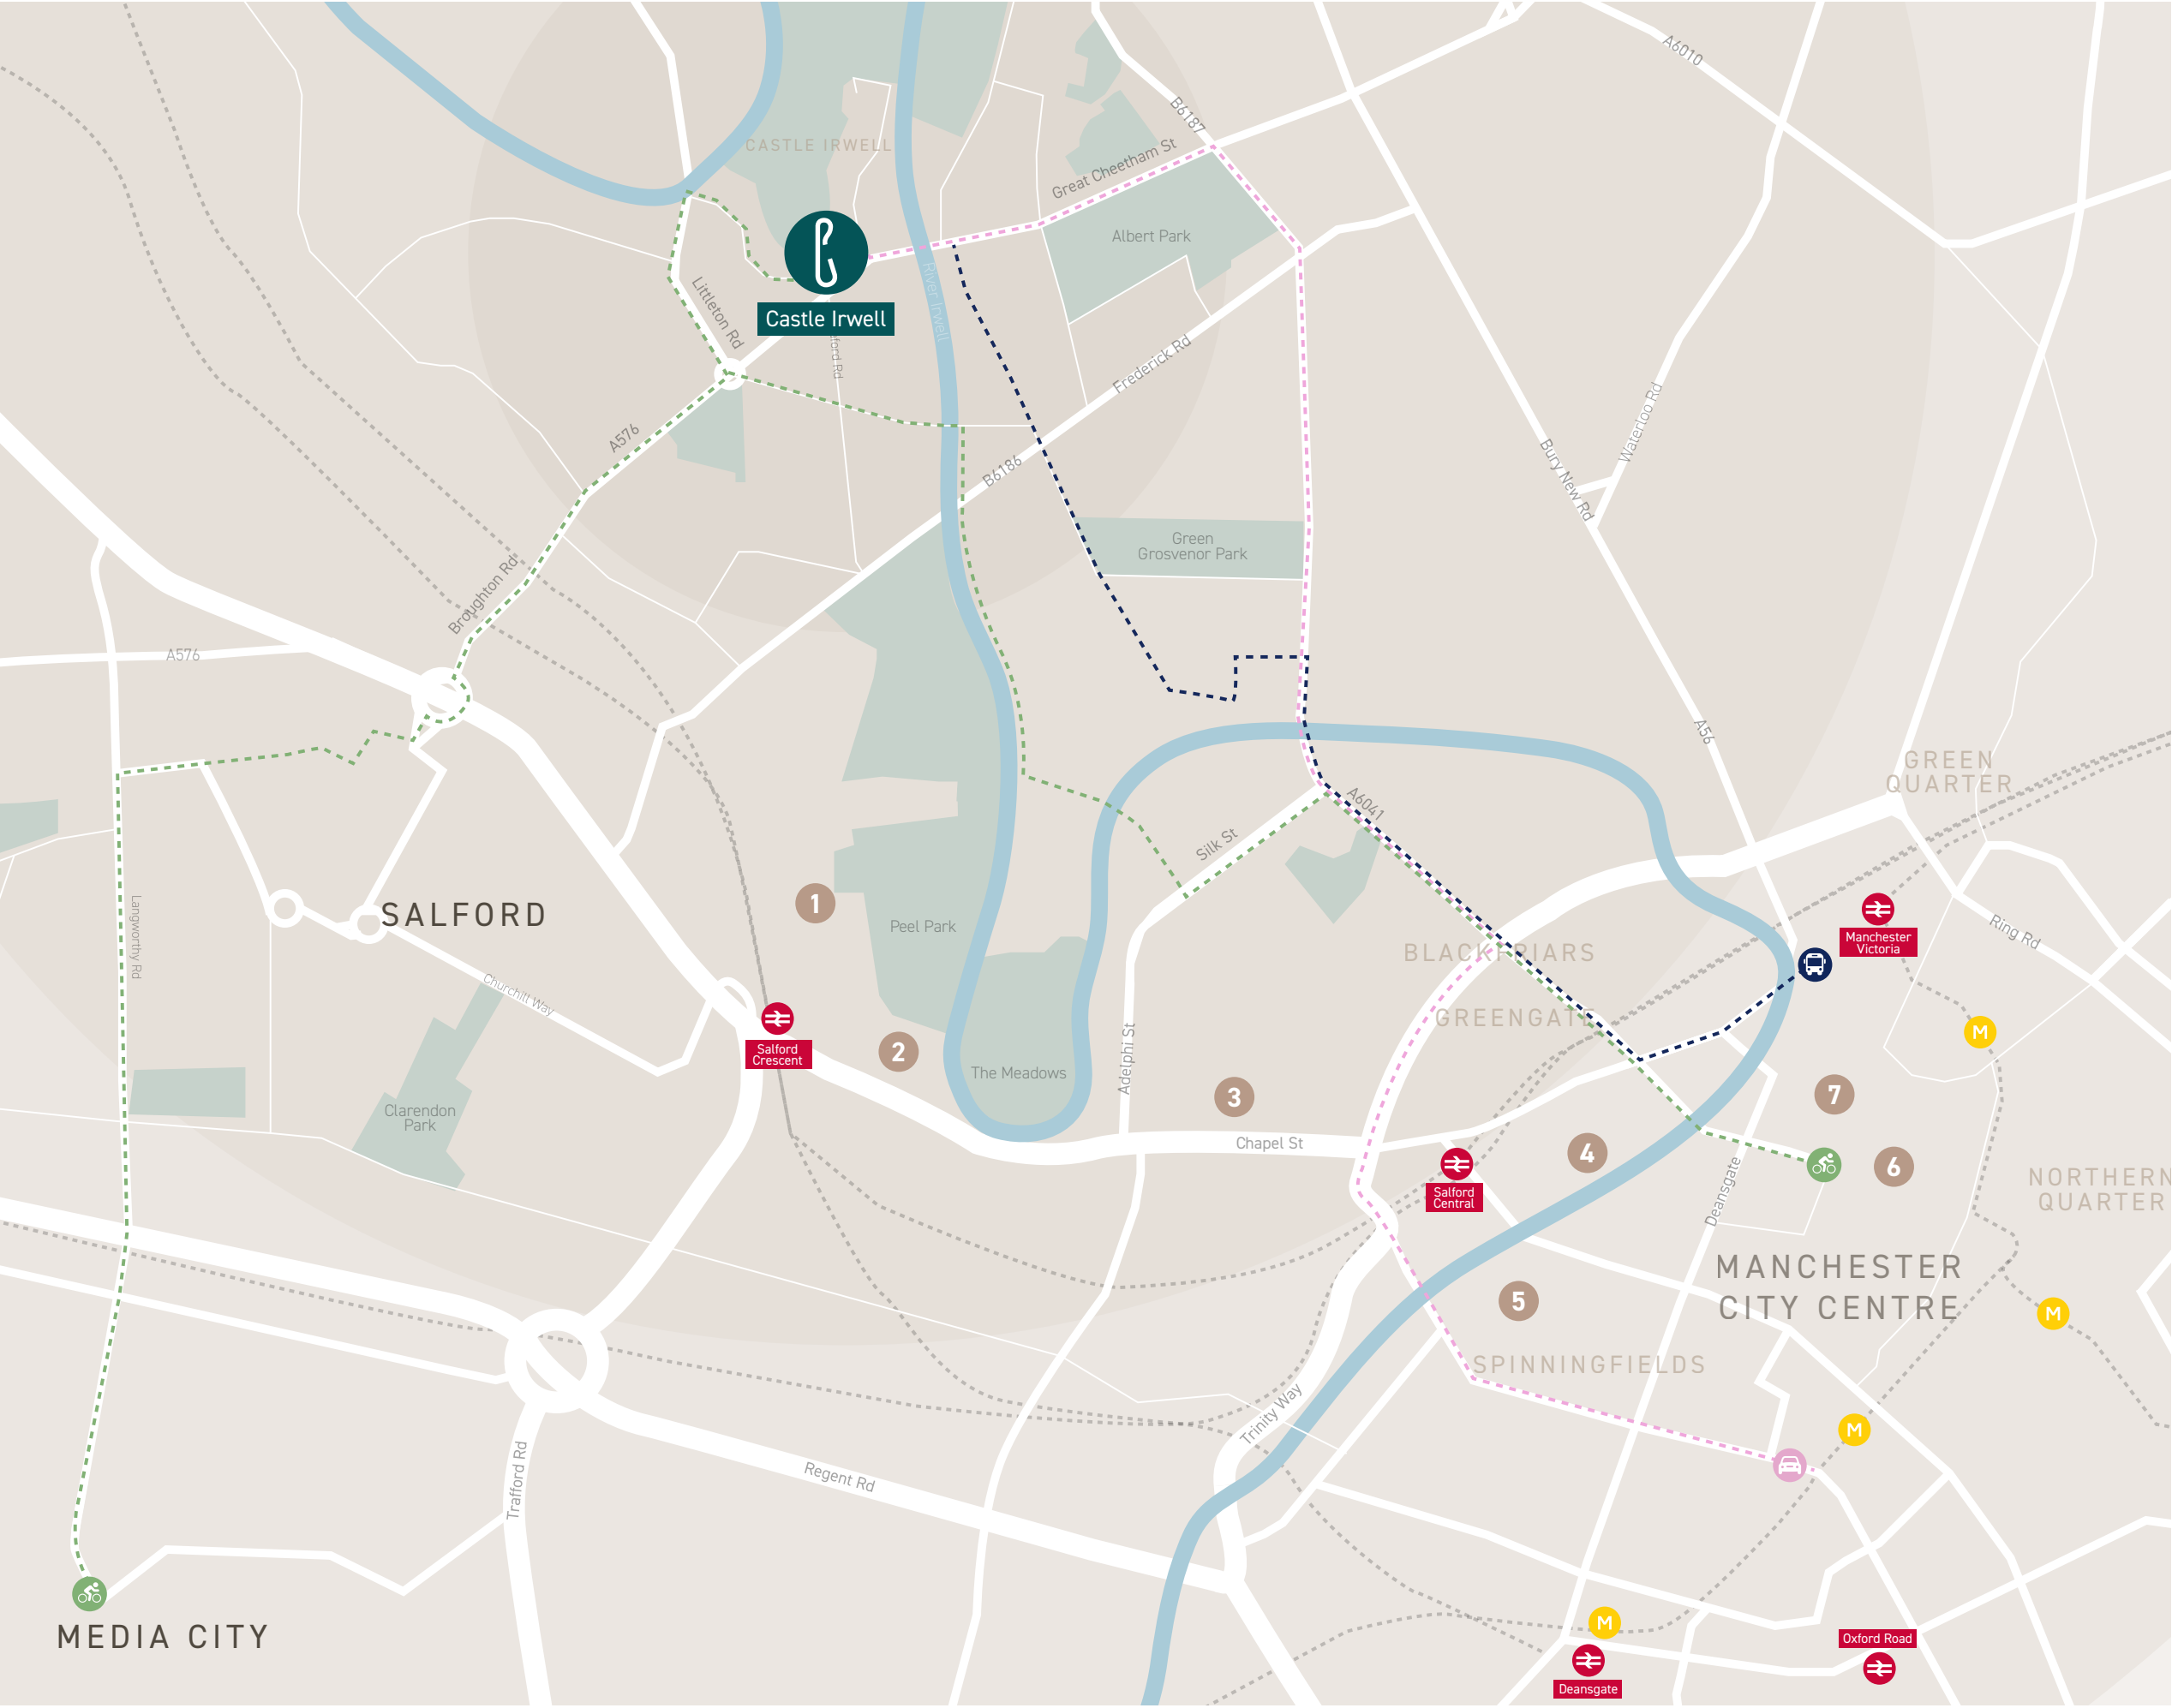 A6010
B6187
CASTLE IRWELL
Great Cheetham St
Albert Park
River Irwell
Littleton Rd
Castle Irwell
Frederick Rd
Waterloo Rd
A576
B6186
Bury New Rd
Green
Grosvenor Park
Broughton Rd
A576
A56
GREEN
QUARTER
A6041
Silk St
Langworthy Rd
SALFORD
1
Peel Park
BLACKFRIARS
Manchester
Victoria
Ring Rd
Churchill Way
GREENGATE
M
Salford
Crescent
2
The Meadows
Adelphi St
3
7
Clarendon
Park
Chapel St
4
6
Salford
Central
Deansgate
NORTHERN
QUARTER
MANCHESTER
CITY CENTRE
5
M
SPINNINGFIELDS
Trinity Way
M
Trafford Rd
Regent Rd
MEDIA CITY
M
Oxford Road
Deansgate